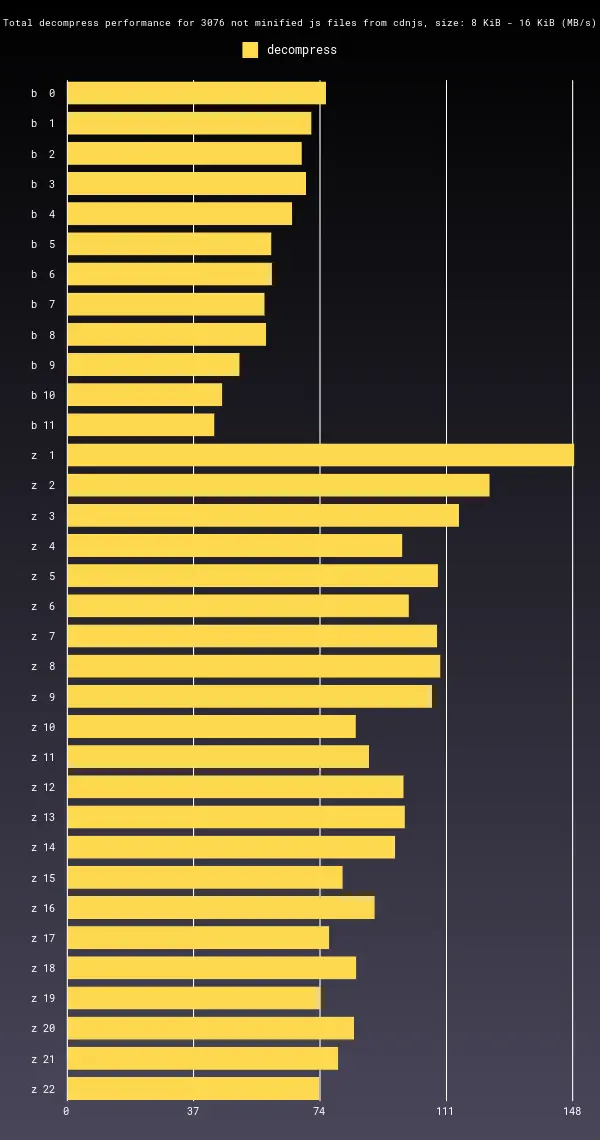 Total decompress performance for 3076 not minified js files from cdnjs, size: 8 KiB - 16 KiB (MB/s)
decompress
b 0
b 1
b 2
b 3
b 4
b 5
b 6
b 7
b 8
b 9
b 10
b 11
z 1
z 2
z 3
z 4
z 5
z 6
z 7
z 8
z 9
z 10
z 11
z 12
z 13
z 14
z 15
z 16
z 17
z 18
z 19
z 20
z 21
z 22
0 37 74 111 148